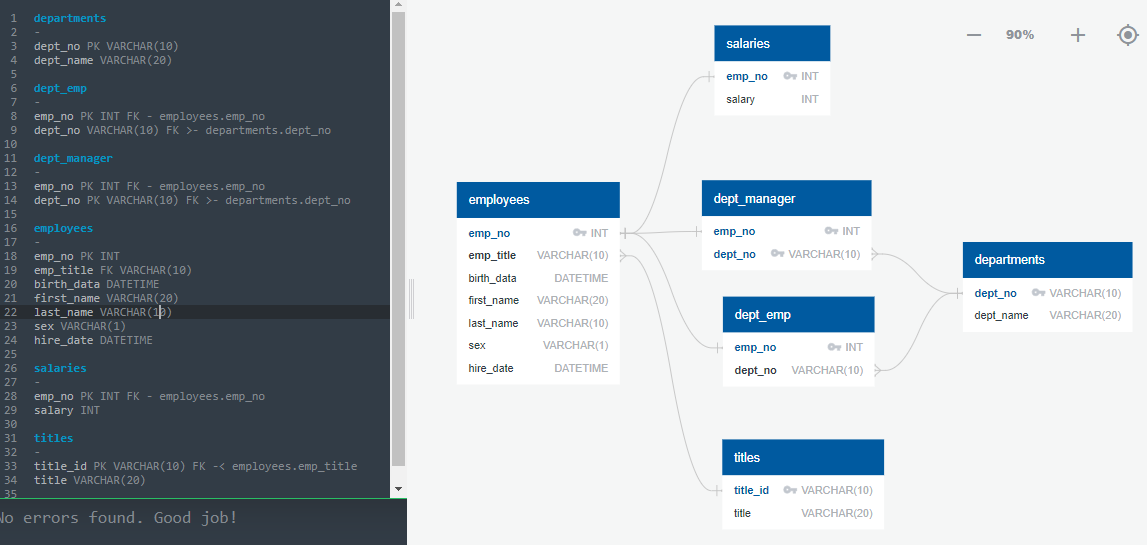 1 departments
2 -
3 dept_no PK VARCHAR(10)
4 dept_name VARCHAR(20)
5
6 dept_emp
7 -
8 emp_no PK INT FK - employees.emp_no
9 dept_no VARCHAR(10) FK >- departments.dept_no
10
11 dept_manager
12 -
13 emp_no PK INT FK - employees.emp_no
14 dept_no PK VARCHAR(10) FK >- departments.dept_no
15
16 employees
17 -
18 emp_no PK INT
19 emp_title FK VARCHAR(10)
20 birth_data DATETIME
21 first_name VARCHAR(20)
22 last_name VARCHAR(10)
23 sex VARCHAR(1)
24 hire_date DATETIME
25
26 salaries
27 -
28 emp_no PK INT FK - employees.emp_no
29 salary INT
30
31 titles
32 -
33 title_id PK VARCHAR(10) FK -< employees.emp_title
34 title VARCHAR(20)
35
No errors found. Good job!
90%
salaries
emp_no INT
salary INT
employees
emp_no INT
emp_title VARCHAR(10)
birth_data DATETIME
first_name VARCHAR(20)
last_name VARCHAR(10)
sex VARCHAR(1)
hire_date DATETIME
dept_manager
emp_no INT
dept_no VARCHAR(10)
departments
dept_no VARCHAR(10)
dept_name VARCHAR(20)
dept_emp
emp_no INT
dept_no VARCHAR(10)
titles
title_id VARCHAR(10)
title VARCHAR(20)